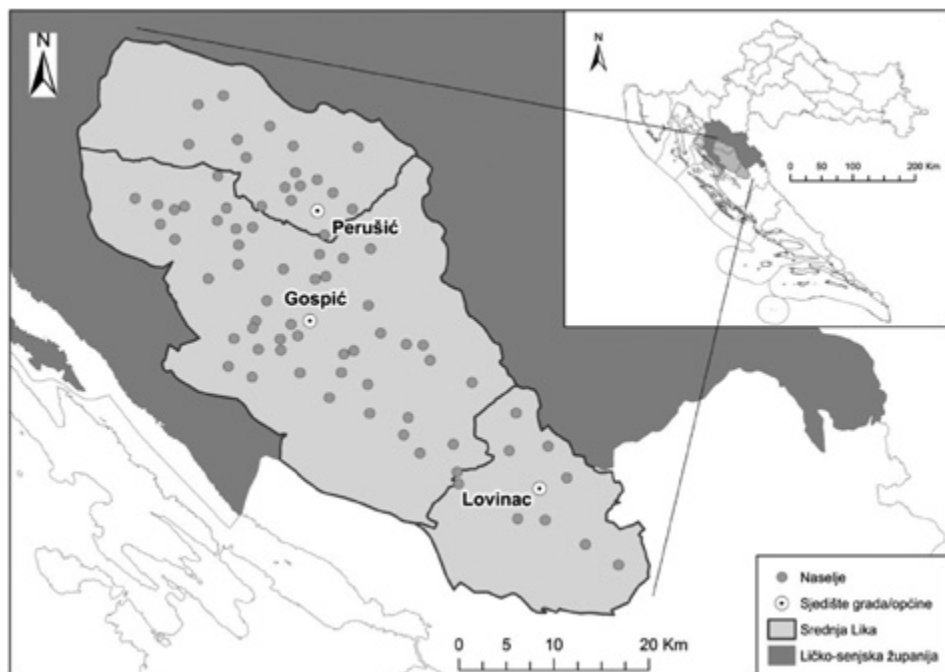 N
N
0 50 100 200 Km
Perušić
Gospić
Lovinac
Naselje
Sjedište grada/općine
Srednja Lika
Ličko-senjska županija
0 5 10 20 Km